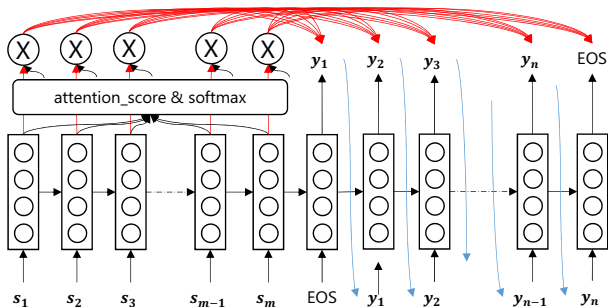 X X X X X
y₁ y₂ y₃ yₙ EOS
attention_score & softmax
s₁ s₂ s₃ sₘ₋₁ sₘ EOS y₁ y₂ yₙ₋₁ yₙ